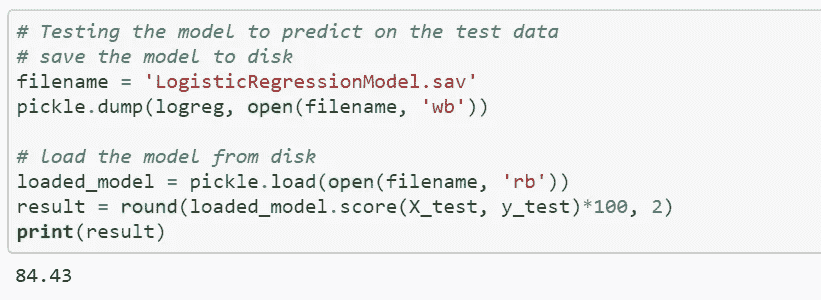 # Testing the model to predict on the test data
# save the model to disk
filename = 'LogisticRegressionModel.sav'
pickle.dump(logreg, open(filename, 'wb'))
# load the model from disk
loaded_model = pickle.load(open(filename, 'rb'))
result = round(loaded_model.score(X_test, y_test)*100, 2)
print(result)
84.43